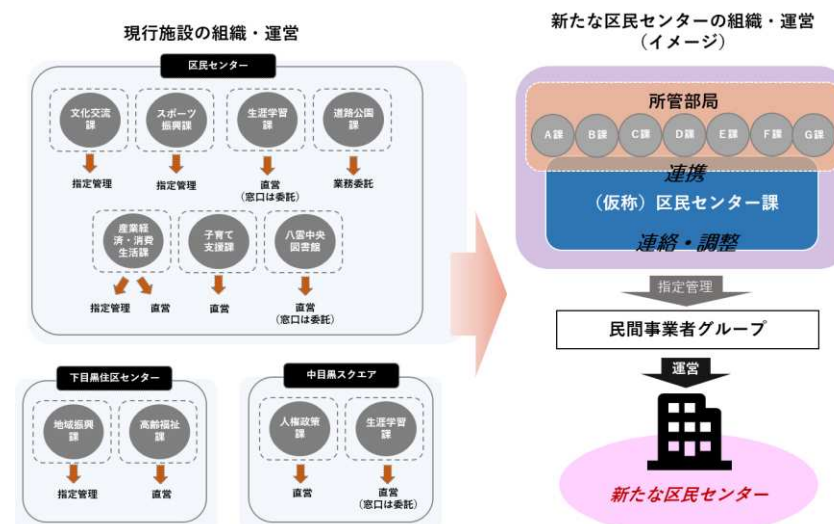 現行施設の組織・運営
区民センター
文化交流
課
スポーツ
振興課
生涯学習
課
道路公園
課
指定管理
指定管理
直営
(窓口は委託)
業務委託
産業経
済・消費
生活課
子育て
支援課
八雲中央
図書館
指定管理
直営
直営
直営
(窓口は委託)
下目黒住区センター
地域振興
課
高齢福祉
課
指定管理
直営
中目黒スクエア
人権政策
課
生涯学習
課
直営
直営
(窓口は委託)
新たな区民センターの組織・運営
（イメージ）
所管部局
A課
B課
C課
D課
E課
F課
G課
連携
（仮称）区民センター課
連絡・調整
指定管理
民間事業者グループ
運営
新たな区民センター